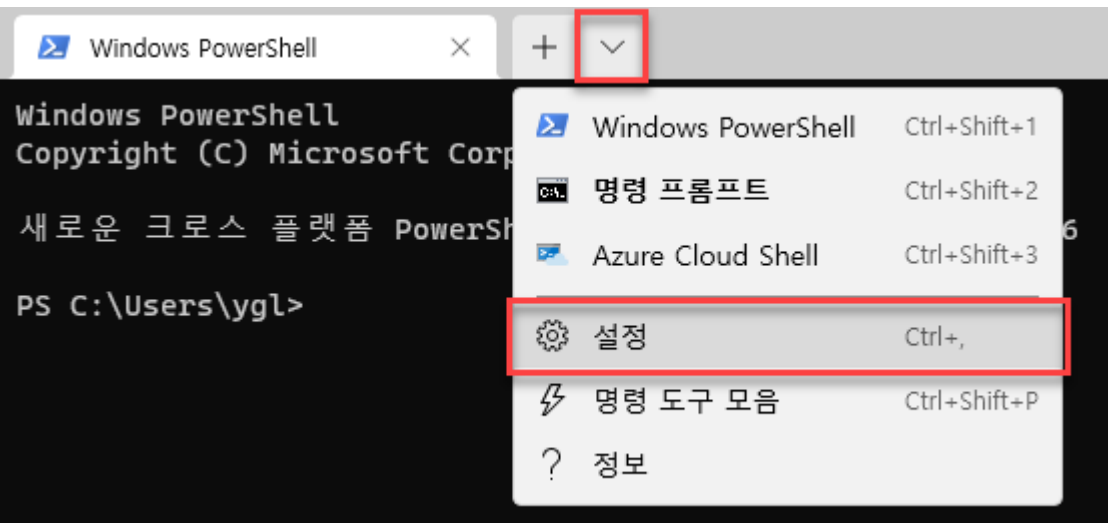 Windows PowerShell
Windows PowerShell
Copyright (C) Microsoft Corp
새로운 크로스 플랫폼 PowerSh 6
PS C:\Users\ygl>
Windows PowerShell Ctrl+Shift+1
명령 프롬프트 Ctrl+Shift+2
Azure Cloud Shell Ctrl+Shift+3
설정 Ctrl+,
명령 도구 모음 Ctrl+Shift+P
정보